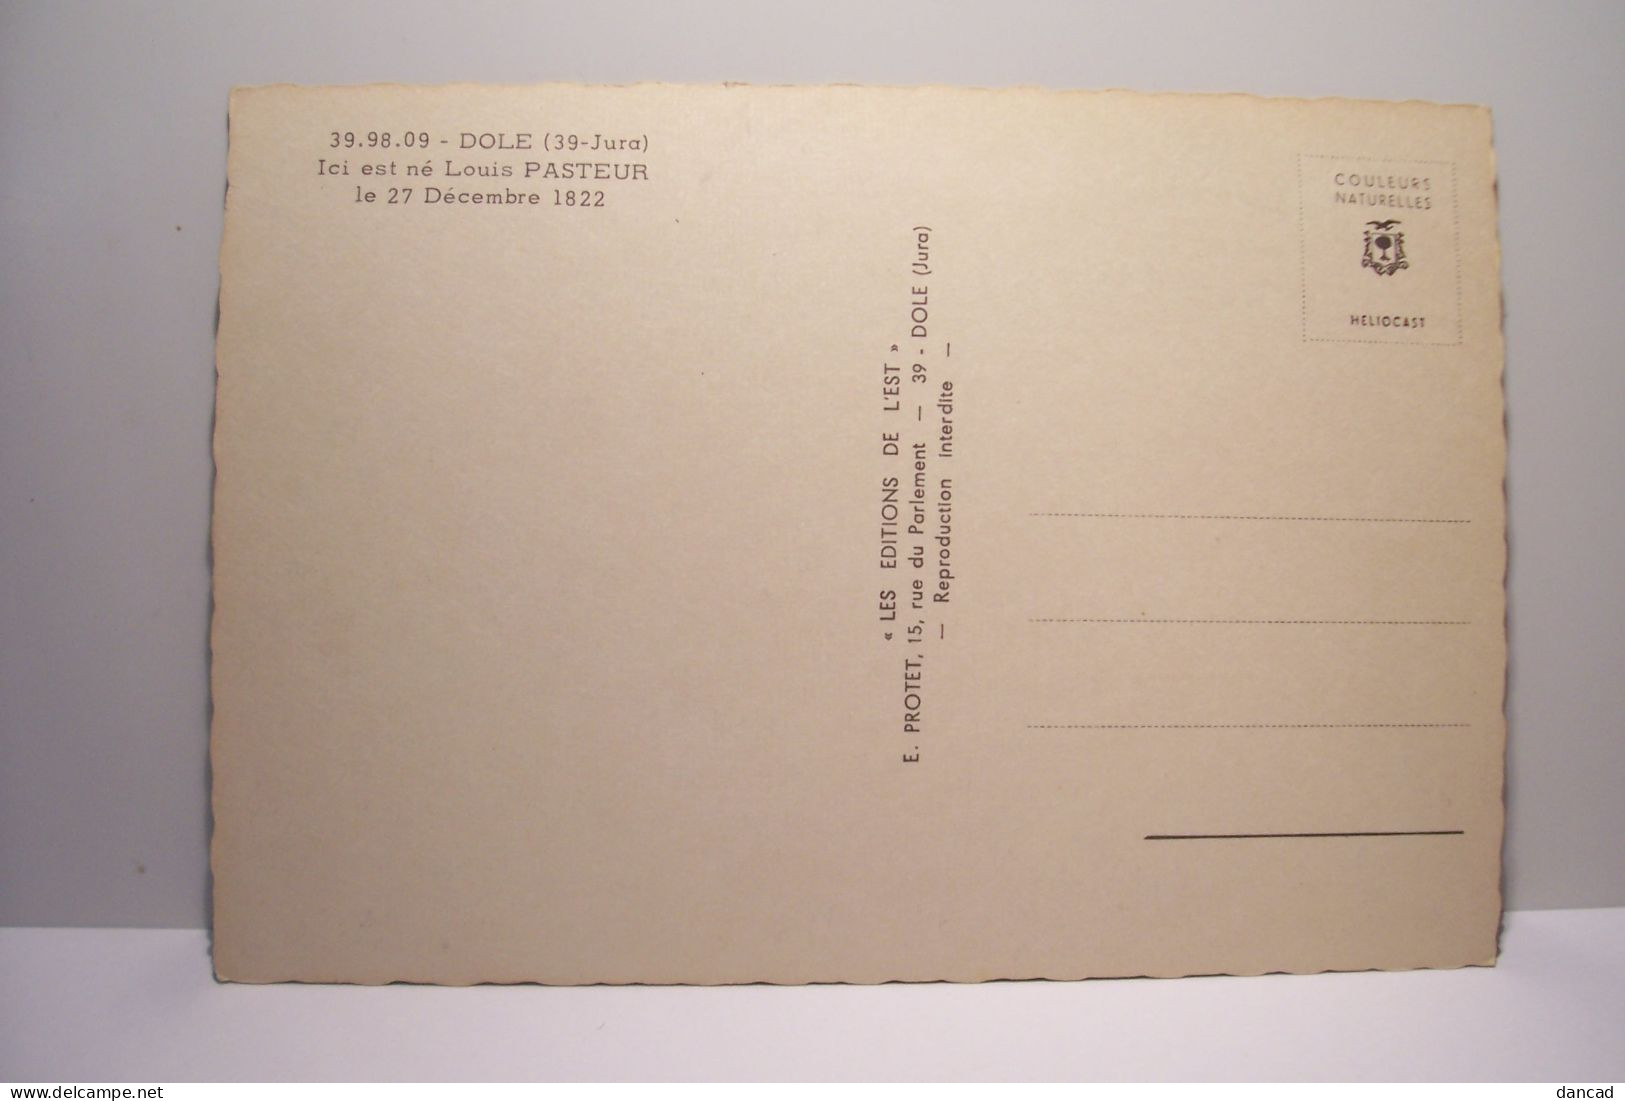 39.98.09 - DOLE (39-Jura)
Ici est né Louis PASTEUR
le 27 Décembre 1822
« LES EDITIONS DE L'EST »
E. PROTET, 15, rue du Parlement — 39 - DOLE (Jura)
— Reproduction interdite —
COULEURS
NATURELLES
HELIOCAST
delcampe.net
dancad